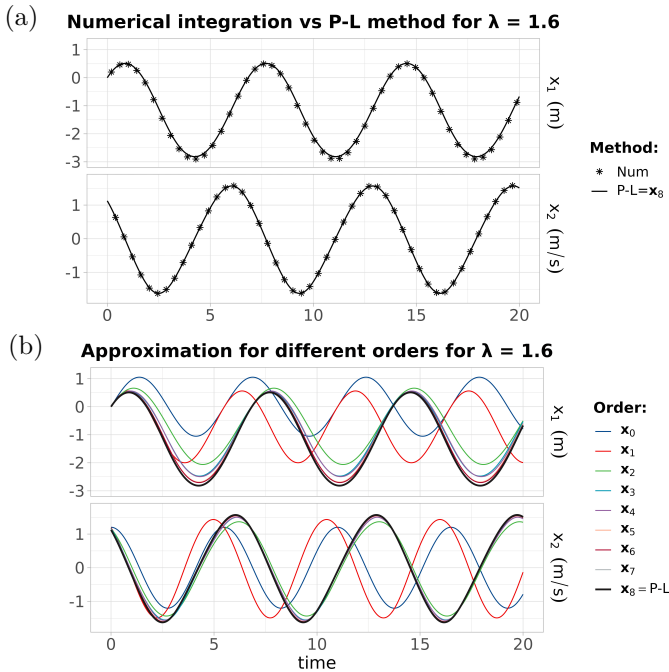 (a)
Numerical integration vs P-L method for λ = 1.6
1
0
-1
-2
-3
x1 (m)
1
0
-1
x2 (m/s)
0 5 10 15 20
Method:
Num
P-L=x8
(b)
Approximation for different orders for λ = 1.6
1
0
-1
-2
-3
x1 (m)
1
0
-1
x2 (m/s)
0 5 10 15 20
time
Order:
x0
x1
x2
x3
x4
x5
x6
x7
x8 = P-L